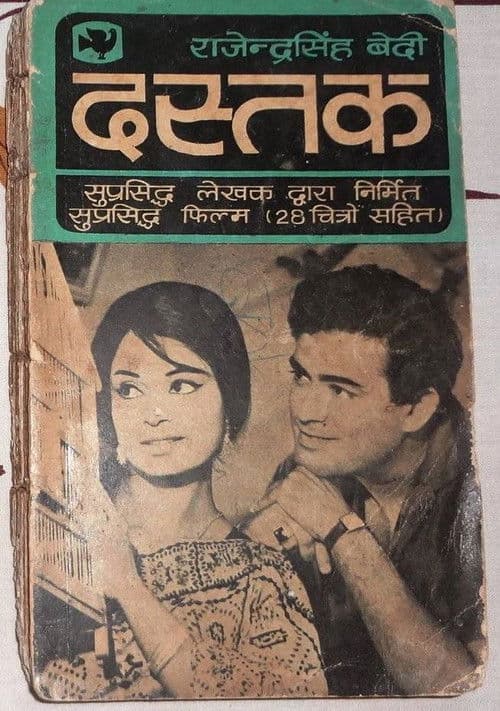 राजेन्द्रसिंह बेदी
दस्तक
सुप्रसिद्ध लेखक द्वारा निर्मित
सुप्रसिद्ध फिल्म (28 चित्रों सहित)